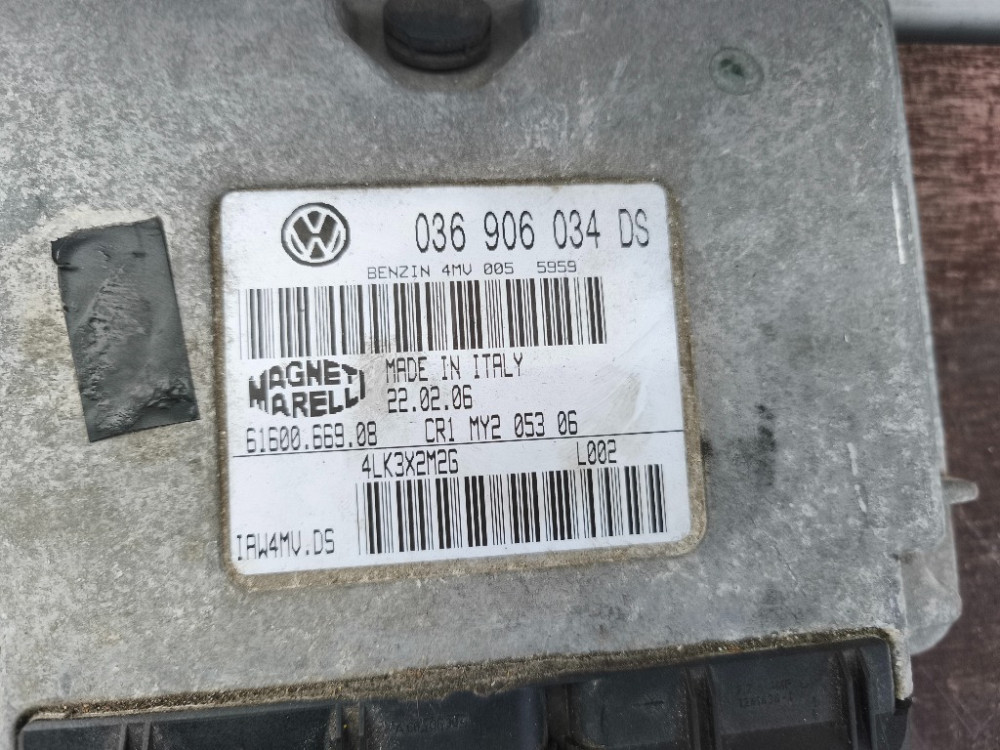 036 906 034 DS
BENZIN 4MV 005 5959
MAGNETI MARELLI
MADE IN ITALY
22.02.06
61600.669.08 CR1 MY2 053 06
4LK3X2M2G L002
IAW4MV.DS